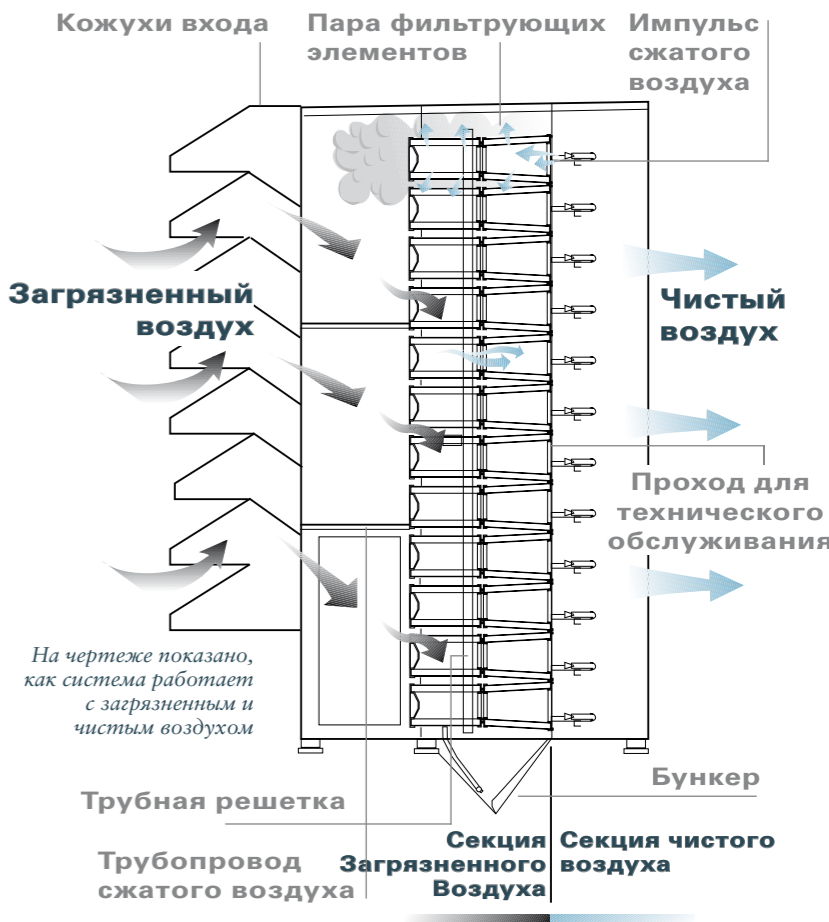 Кожухи входа
Пара фильтрующих
элементов
Импульс
сжатого
воздуха
Загрязненный
воздух
Чистый
воздух
Проход для
технического
обслуживания
На чертеже показано,
как система работает
с загрязненным и
чистым воздухом
Бункер
Трубная решетка
Трубопровод
сжатого воздуха
Секция
Загрязненного
Воздуха
Секция чистого
воздуха